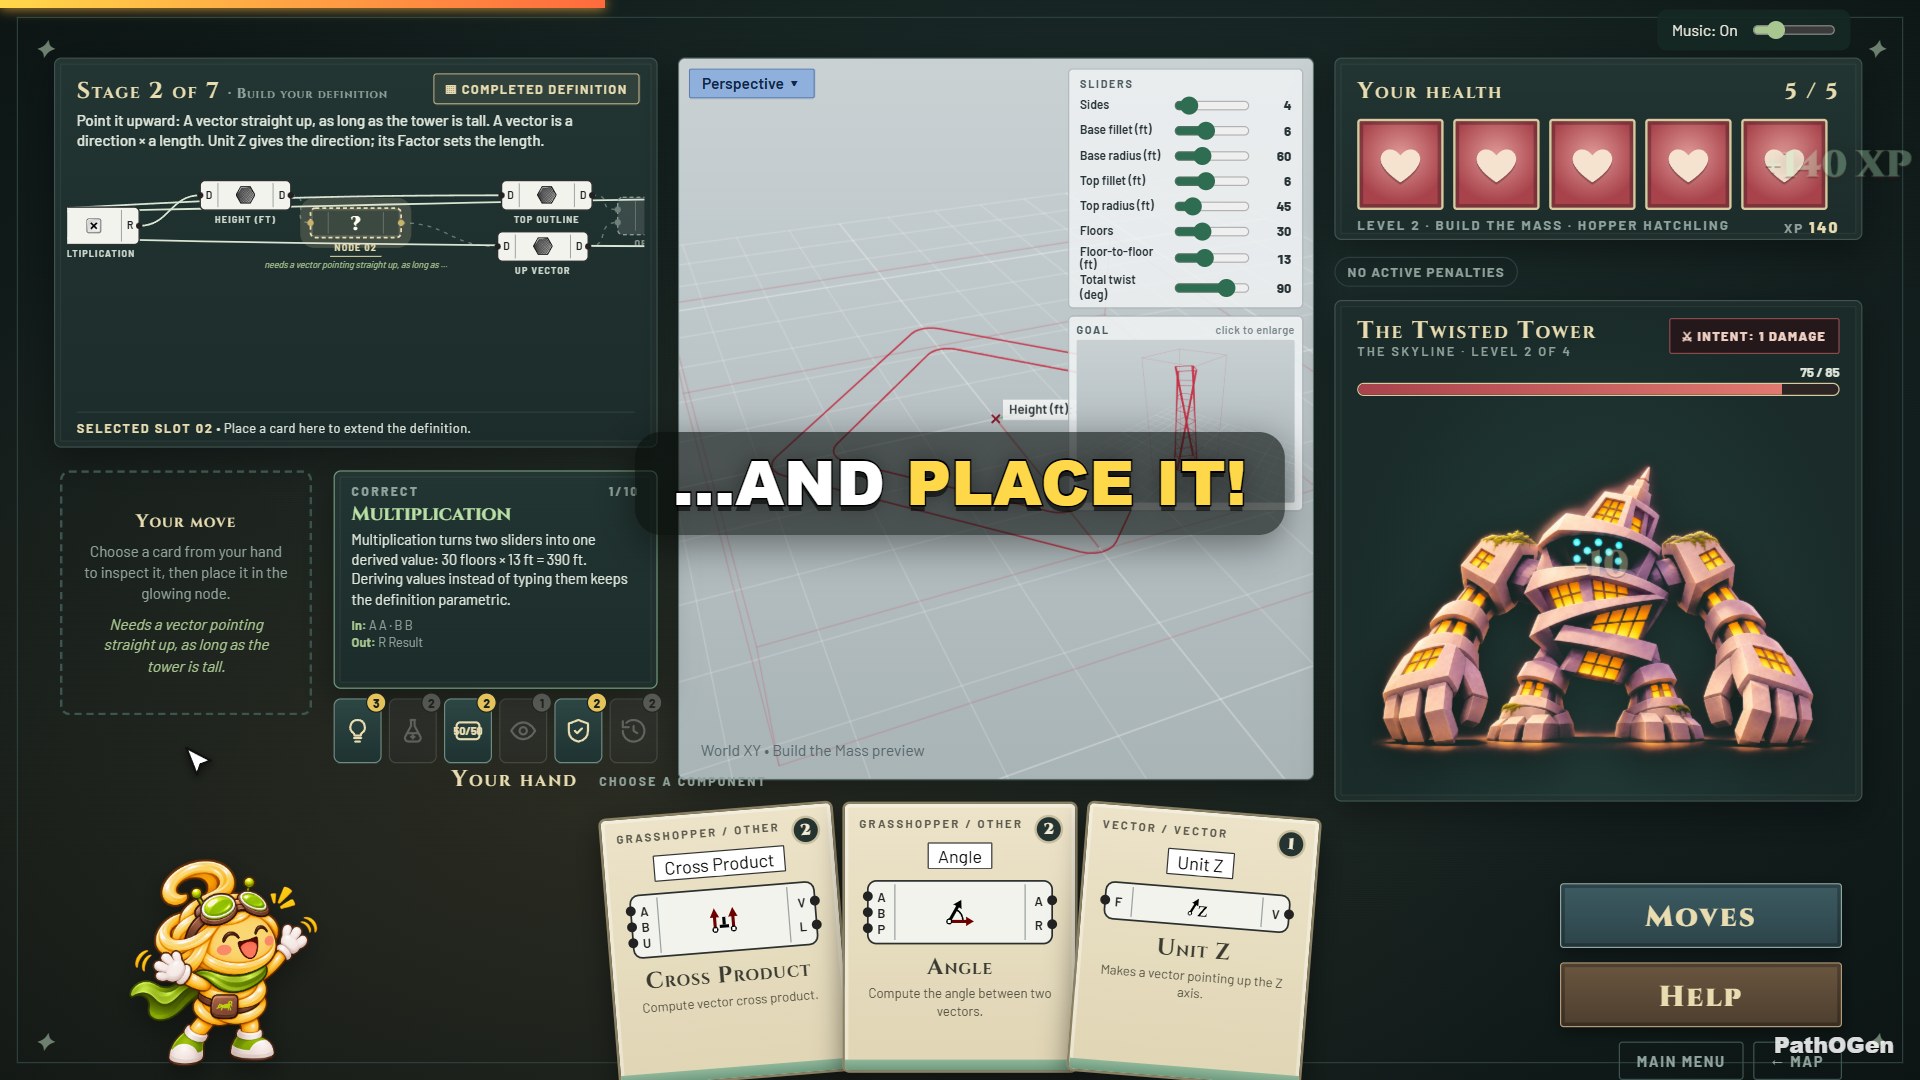 Music: On
STAGE 2 OF 7 · BUILD YOUR DEFINITION
COMPLETED DEFINITION
Point it upward: A vector straight up, as long as the tower is tall. A vector is a
direction × a length. Unit Z gives the direction; its Factor sets the length.
R
LTIPLICATION
D D
HEIGHT (FT)
?
NODE 02
needs a vector pointing straight up, as long as ...
D D
TOP OUTLINE
D D
UP VECTOR
SELECTED SLOT 02 • Place a card here to extend the definition.
YOUR MOVE
Choose a card from your hand
to inspect it, then place it in the
glowing node.
Needs a vector pointing
straight up, as long as the
tower is tall.
CORRECT 1/10
MULTIPLICATION
Multiplication turns two sliders into one
derived value: 30 floors × 13 ft = 390 ft.
Deriving values instead of typing them keeps
the definition parametric.
In: A A · B B
Out: R Result
3 2 2 1 2 2
50/50
Perspective ▼
SLIDERS
Sides 4
Base fillet (ft) 6
Base radius (ft) 60
Top fillet (ft) 6
Top radius (ft) 45
Floors 30
Floor-to-floor
(ft) 13
Total twist
(deg) 90
GOAL click to enlarge
Height (ft)
...AND PLACE IT!
World XY • Build the Mass preview
YOUR HEALTH 5 / 5
140 XP
LEVEL 2 · BUILD THE MASS · HOPPER HATCHLING XP 140
NO ACTIVE PENALTIES
THE TWISTED TOWER
THE SKYLINE · LEVEL 2 OF 4
INTENT: 1 DAMAGE
75 / 85
-10
YOUR HAND CHOOSE A COMPONENT
GRASSHOPPER / OTHER 2
Cross Product
A B U V L
CROSS PRODUCT
Compute vector cross product.
GRASSHOPPER / OTHER 2
Angle
A B P A R
ANGLE
Compute the angle between two
vectors.
VECTOR / VECTOR 1
Unit Z
F Z V
UNIT Z
Makes a vector pointing up the Z
axis.
MOVES
HELP
MAIN MENU
← MAP
PathOGen